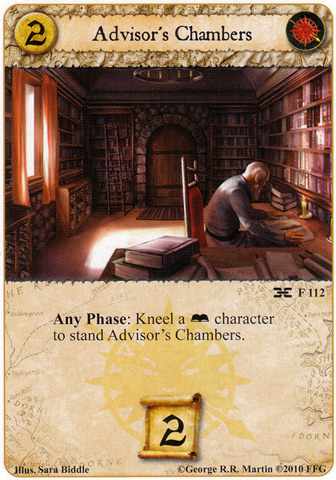 2
Advisor's Chambers
F 112
Any Phase: Kneel a character
to stand Advisor's Chambers.
2
DORNE
Illus. Sara Biddle
©George R.R. Martin ©2010 FFG